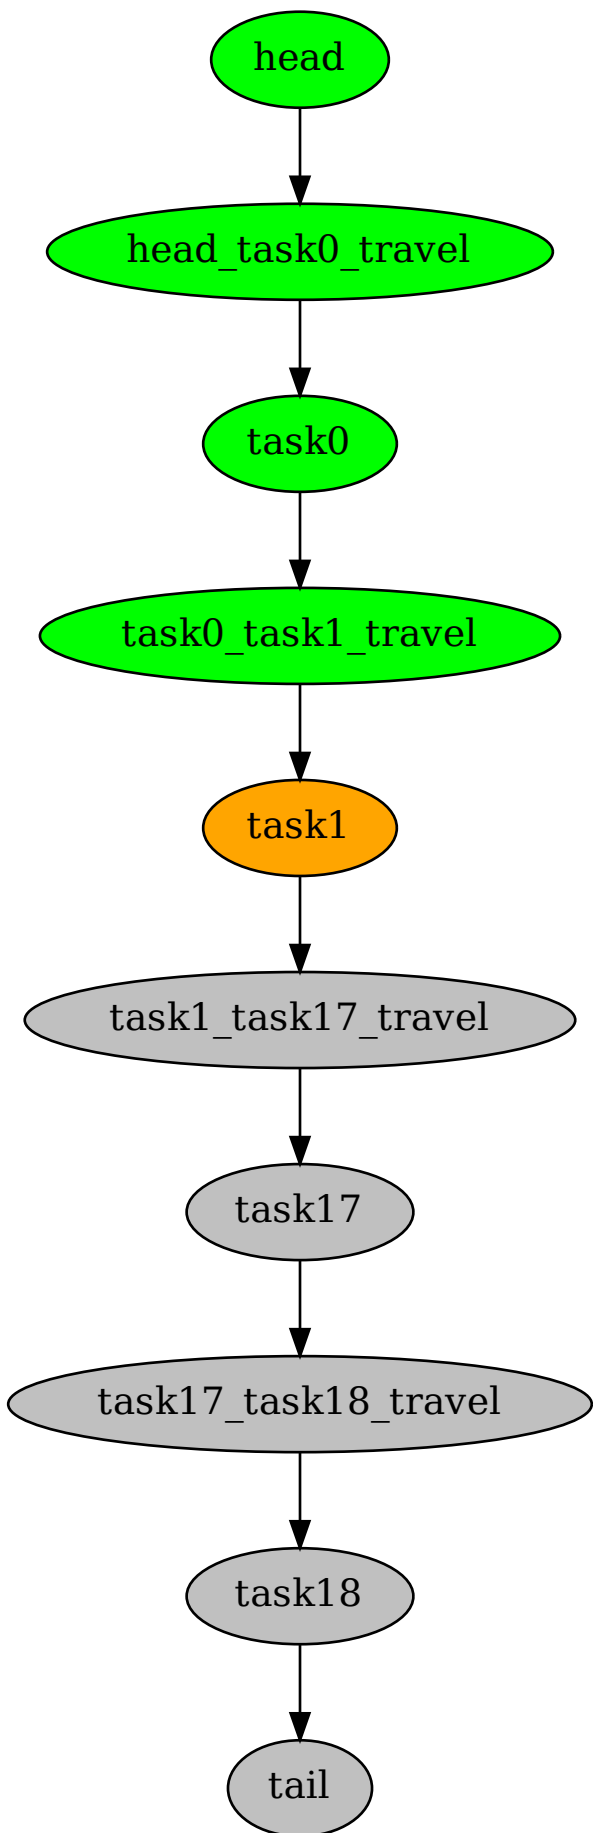 head
head_task0_travel
task0
task0_task1_travel
task1
task1_task17_travel
task17
task17_task18_travel
task18
tail